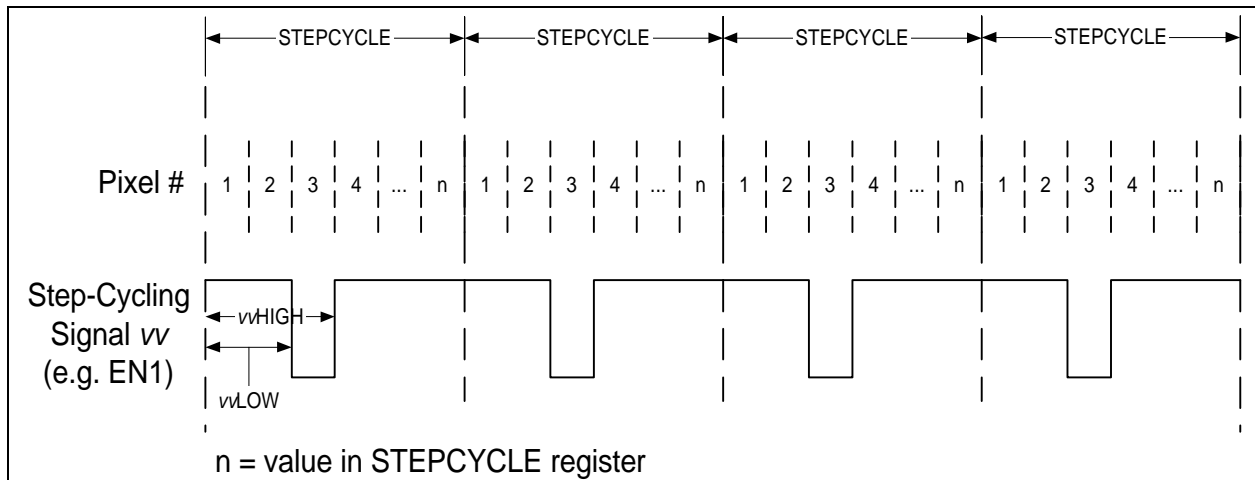 STEPCYCLE STEPCYCLE STEPCYCLE STEPCYCLE
Pixel # 1 2 3 4 ... n 1 2 3 4 ... n 1 2 3 4 ... n 1 2 3 4 ... n
Step-Cycling
Signal vv
(e.g. EN1)
vvHIGH
vvLOW
n = value in STEPCYCLE register